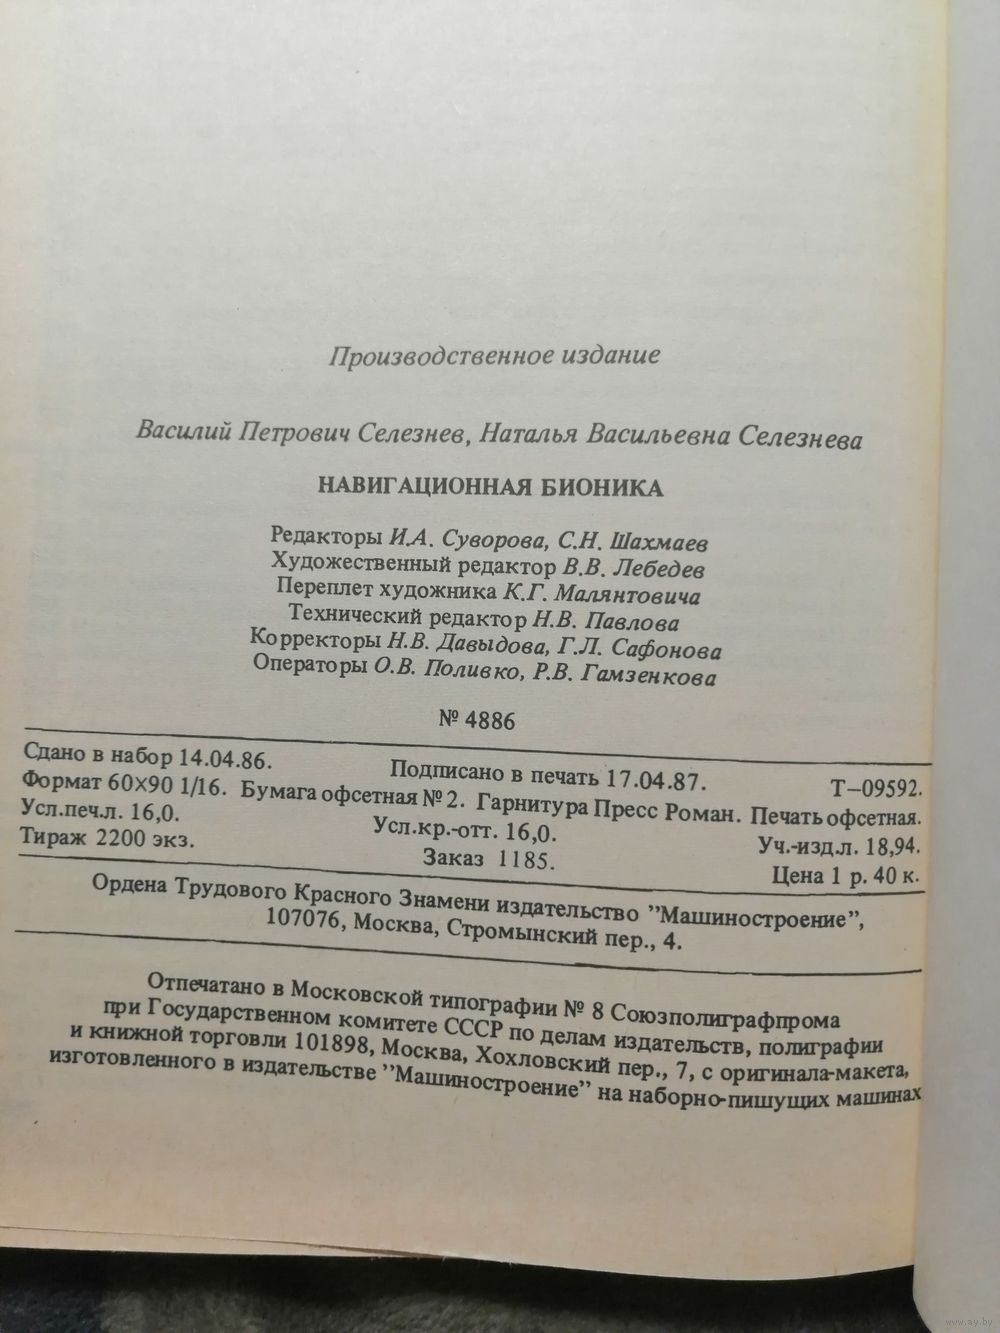 Производственное издание
Василий Петрович Селезнев, Наталья Васильевна Селезнева
НАВИГАЦИОННАЯ БИОНИКА
Редакторы И.А. Суворова, С.Н. Шахмаев
Художественный редактор В.В. Лебедев
Переплет художника К.Г. Малянтовича
Технический редактор Н.В. Павлова
Корректоры Н.В. Давыдова, Г.Л. Сафонова
Операторы О.В. Поливко, Р.В. Гамзенкова
№ 4886
Сдано в набор 14.04.86. Подписано в печать 17.04.87. Т–09592.
Формат 60×90 1/16. Бумага офсетная № 2. Гарнитура Пресс Роман. Печать офсетная.
Усл.печ.л. 16,0. Усл.кр.-отт. 16,0. Уч.-изд.л. 18,94.
Тираж 2200 экз. Заказ 1185. Цена 1 р. 40 к.
Ордена Трудового Красного Знамени издательство ”Машиностроение”,
107076, Москва, Стромынский пер., 4.
Отпечатано в Московской типографии № 8 Союзполиграфпрома
при Государственном комитете СССР по делам издательств, полиграфии
и книжной торговли 101898, Москва, Хохловский пер., 7, с оригинала-макета,
изготовленного в издательстве ”Машиностроение” на наборно-пишущих машинах
www.ay.by